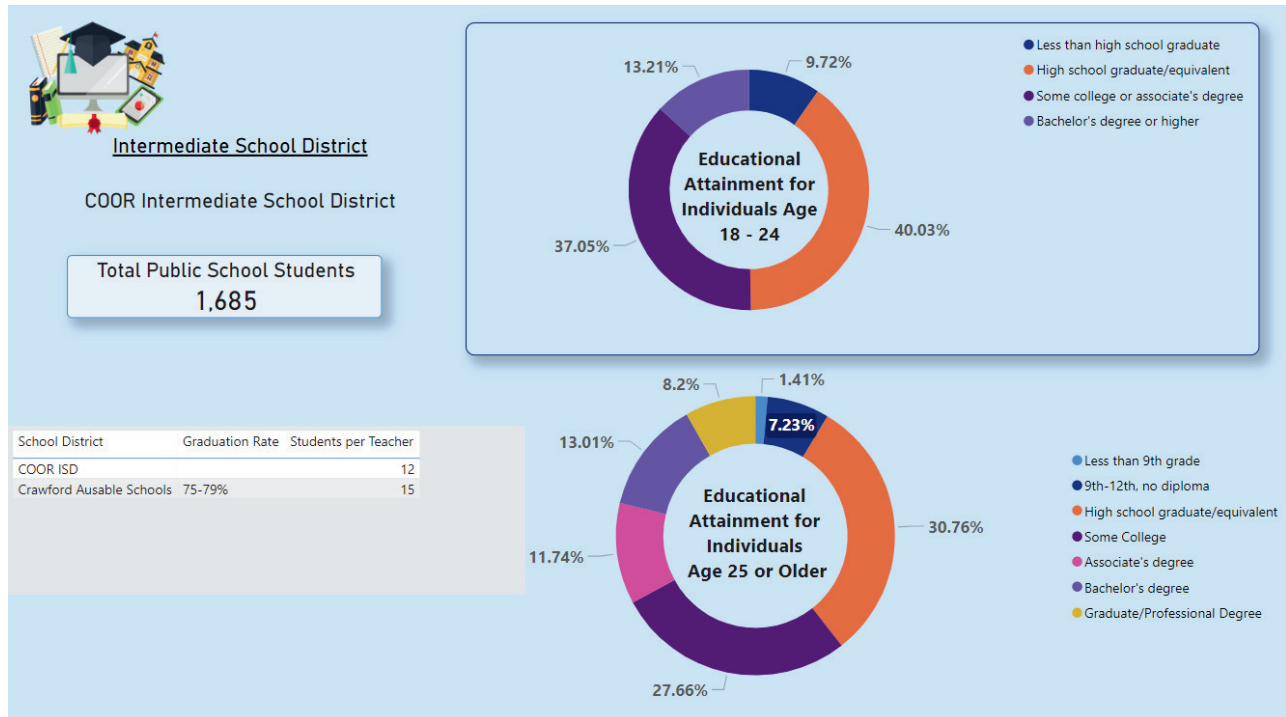 Intermediate School District
COOR Intermediate School District
Total Public School Students
1,685
School District Graduation Rate Students per Teacher
COOR ISD 12
Crawford Ausable Schools 75-79% 15
Educational
Attainment for
Individuals Age
18 - 24
9.72%
40.03%
37.05%
13.21%
Less than high school graduate
High school graduate/equivalent
Some college or associate's degree
Bachelor's degree or higher
Educational
Attainment for
Individuals
Age 25 or Older
1.41%
7.23%
30.76%
27.66%
11.74%
13.01%
8.2%
Less than 9th grade
9th-12th, no diploma
High school graduate/equivalent
Some College
Associate's degree
Bachelor's degree
Graduate/Professional Degree